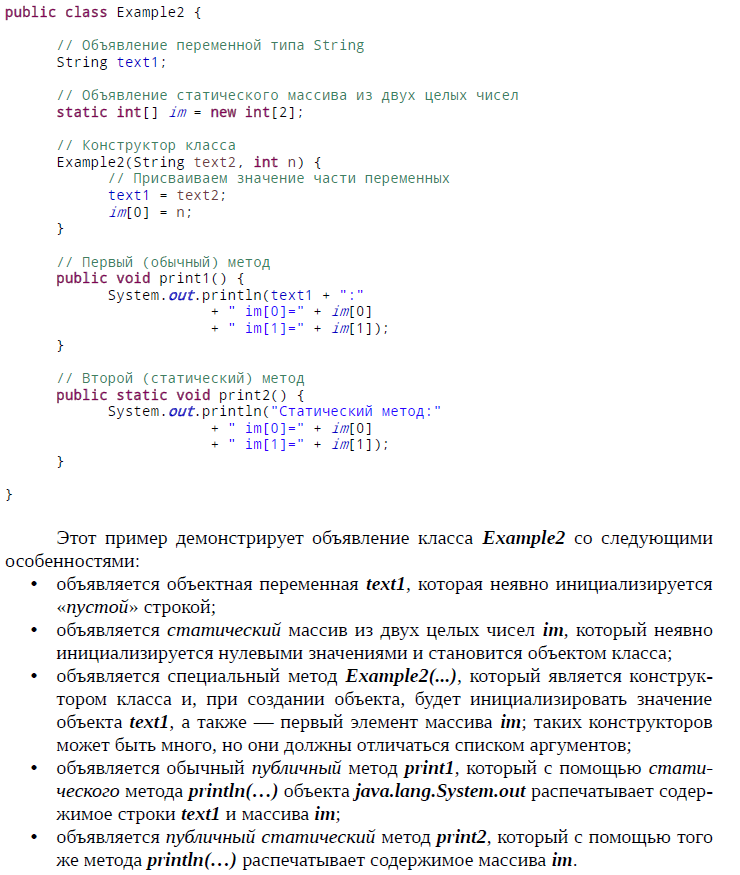 public class Example2 {
// Объявление переменной типа String
String text1;
// Объявление статического массива из двух целых чисел
static int[] im = new int[2];
// Конструктор класса
Example2(String text2, int n) {
// Присваиваем значение части переменных
text1 = text2;
im[0] = n;
}
// Первый (обычный) метод
public void print1() {
System.out.println(text1 + ":"
+ " im[0]=" + im[0]
+ " im[1]=" + im[1]);
}
// Второй (статический) метод
public static void print2() {
System.out.println("Статический метод:"
+ " im[0]=" + im[0]
+ " im[1]=" + im[1]);
}
}
Этот пример демонстрирует объявление класса Example2 со следующими
особенностями:
• объявляется объектная переменная text1, которая неявно инициализируется
«пустой» строкой;
• объявляется статический массив из двух целых чисел im, который неявно
инициализируется нулевыми значениями и становится объектом класса;
• объявляется специальный метод Example2(...), который является конструк-
тором класса и, при создании объекта, будет инициализировать значение
объекта text1, а также — первый элемент массива im; таких конструкторов
может быть много, но они должны отличаться списком аргументов;
• объявляется обычный публичный метод print1, который с помощью стати-
ческого метода println(…) объекта java.lang.System.out распечатывает содер-
жимое строки text1 и массива im;
• объявляется публичный статический метод print2, который с помощью того
же метода println(…) распечатывает содержимое массива im.